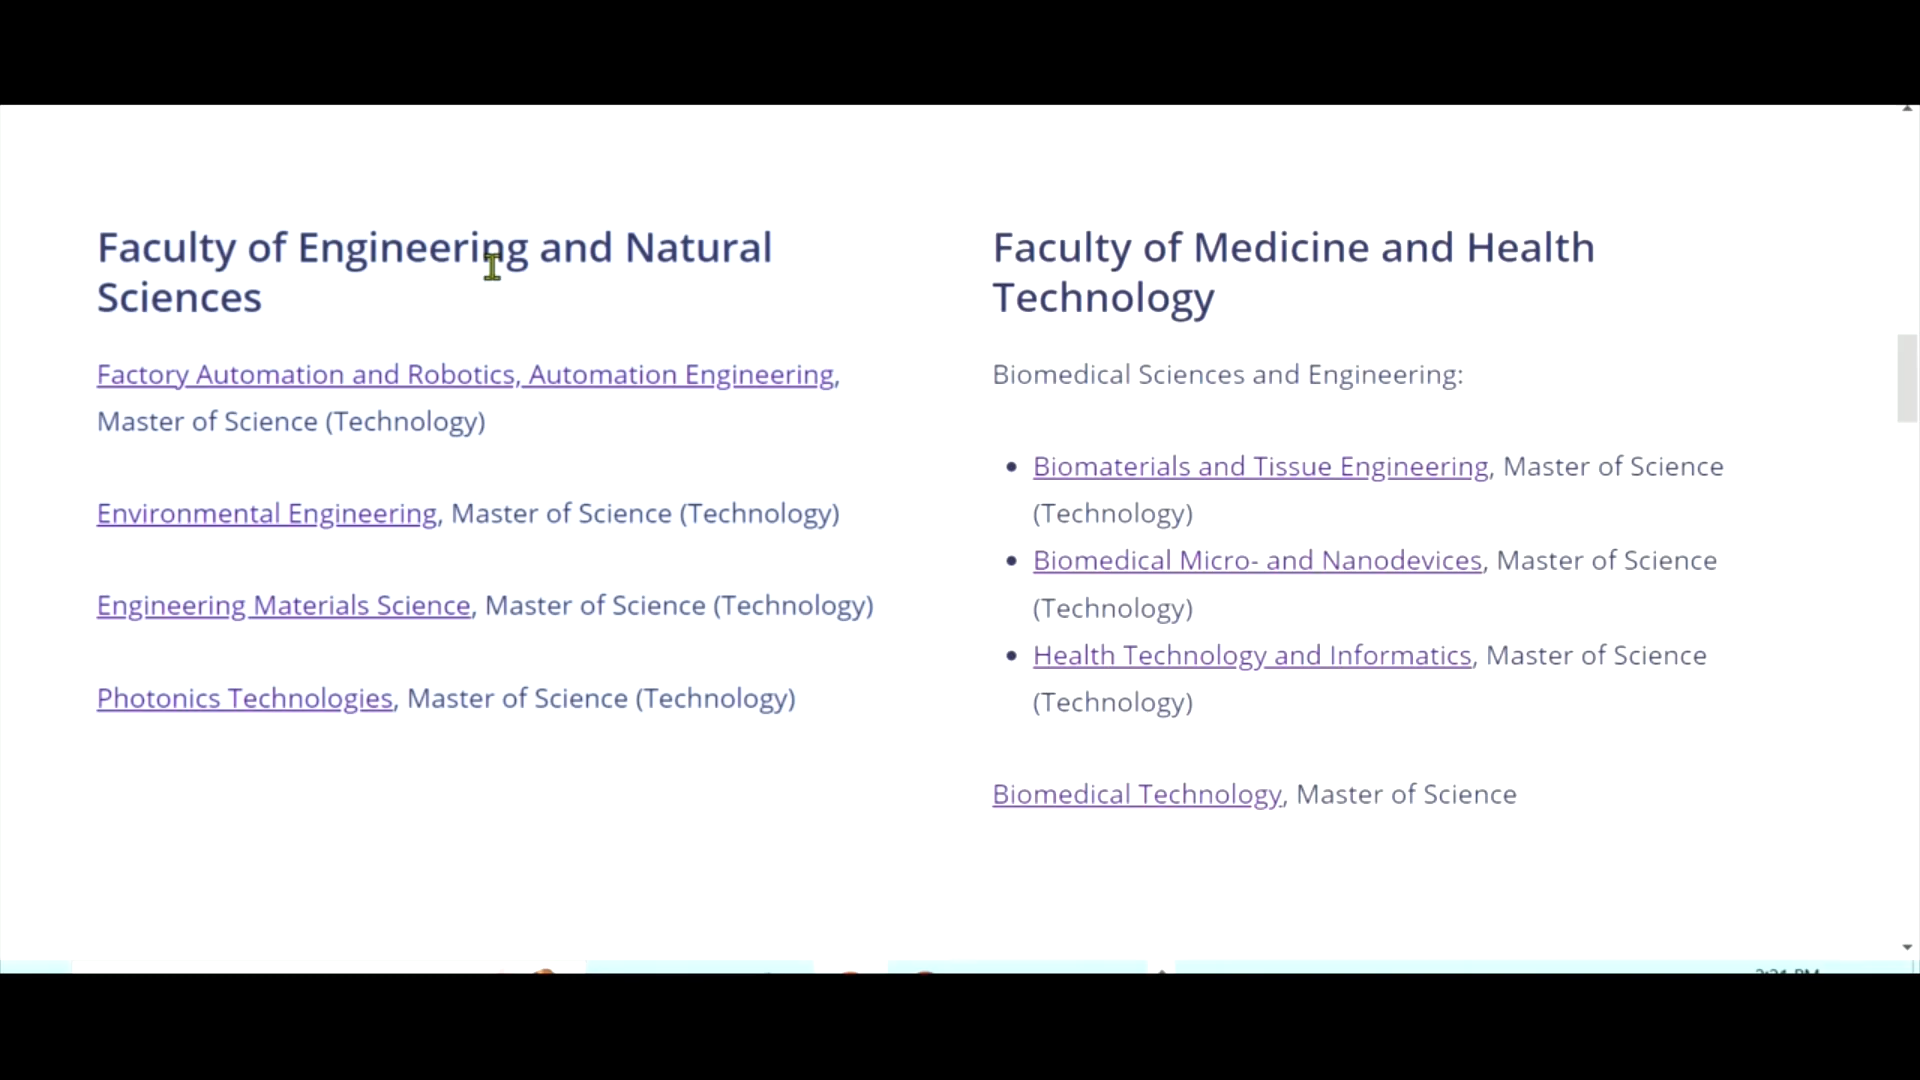 Faculty of Engineering and Natural
Sciences
Factory Automation and Robotics, Automation Engineering,
Master of Science (Technology)
Environmental Engineering, Master of Science (Technology)
Engineering Materials Science, Master of Science (Technology)
Photonics Technologies, Master of Science (Technology)
Faculty of Medicine and Health
Technology
Biomedical Sciences and Engineering:
• Biomaterials and Tissue Engineering, Master of Science
(Technology)
• Biomedical Micro- and Nanodevices, Master of Science
(Technology)
• Health Technology and Informatics, Master of Science
(Technology)
Biomedical Technology, Master of Science